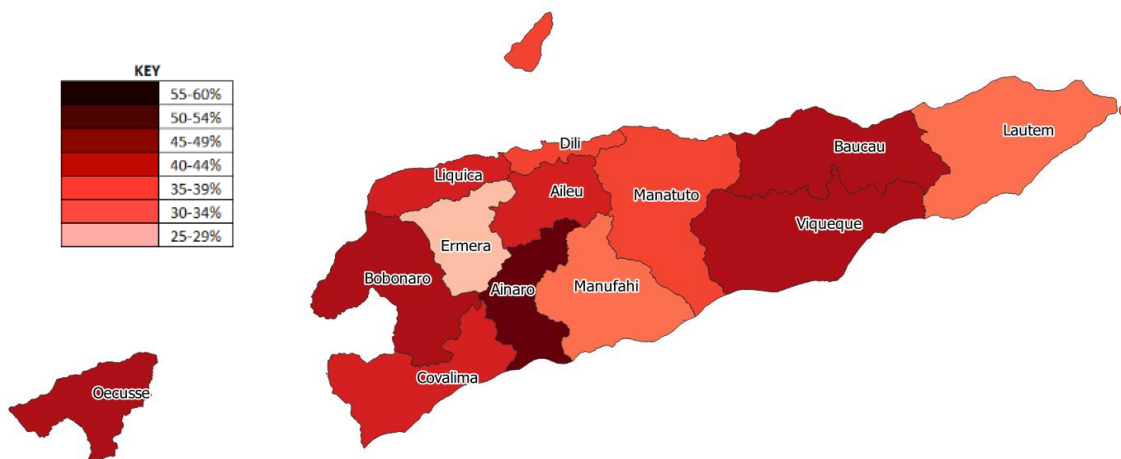 KEY
55-60%
50-54%
45-49%
40-44%
35-39%
30-34%
25-29%
Dili
Lautem
Baucau
Liquica
Aileu
Manatuto
Viqueque
Ermera
Bobonaro
Ainaro
Manufahi
Covalima
Oecusse